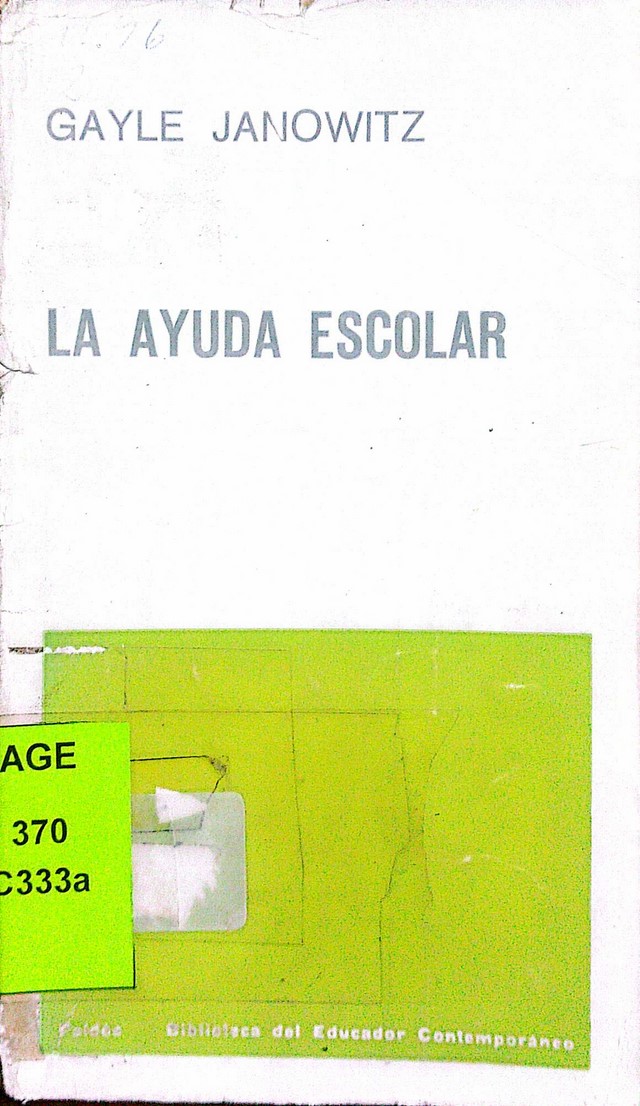 GAYLE JANOWITZ
LA AYUDA ESCOLAR
AGE
370
C333a
Paidós Biblioteca del Educador Contemporáneo